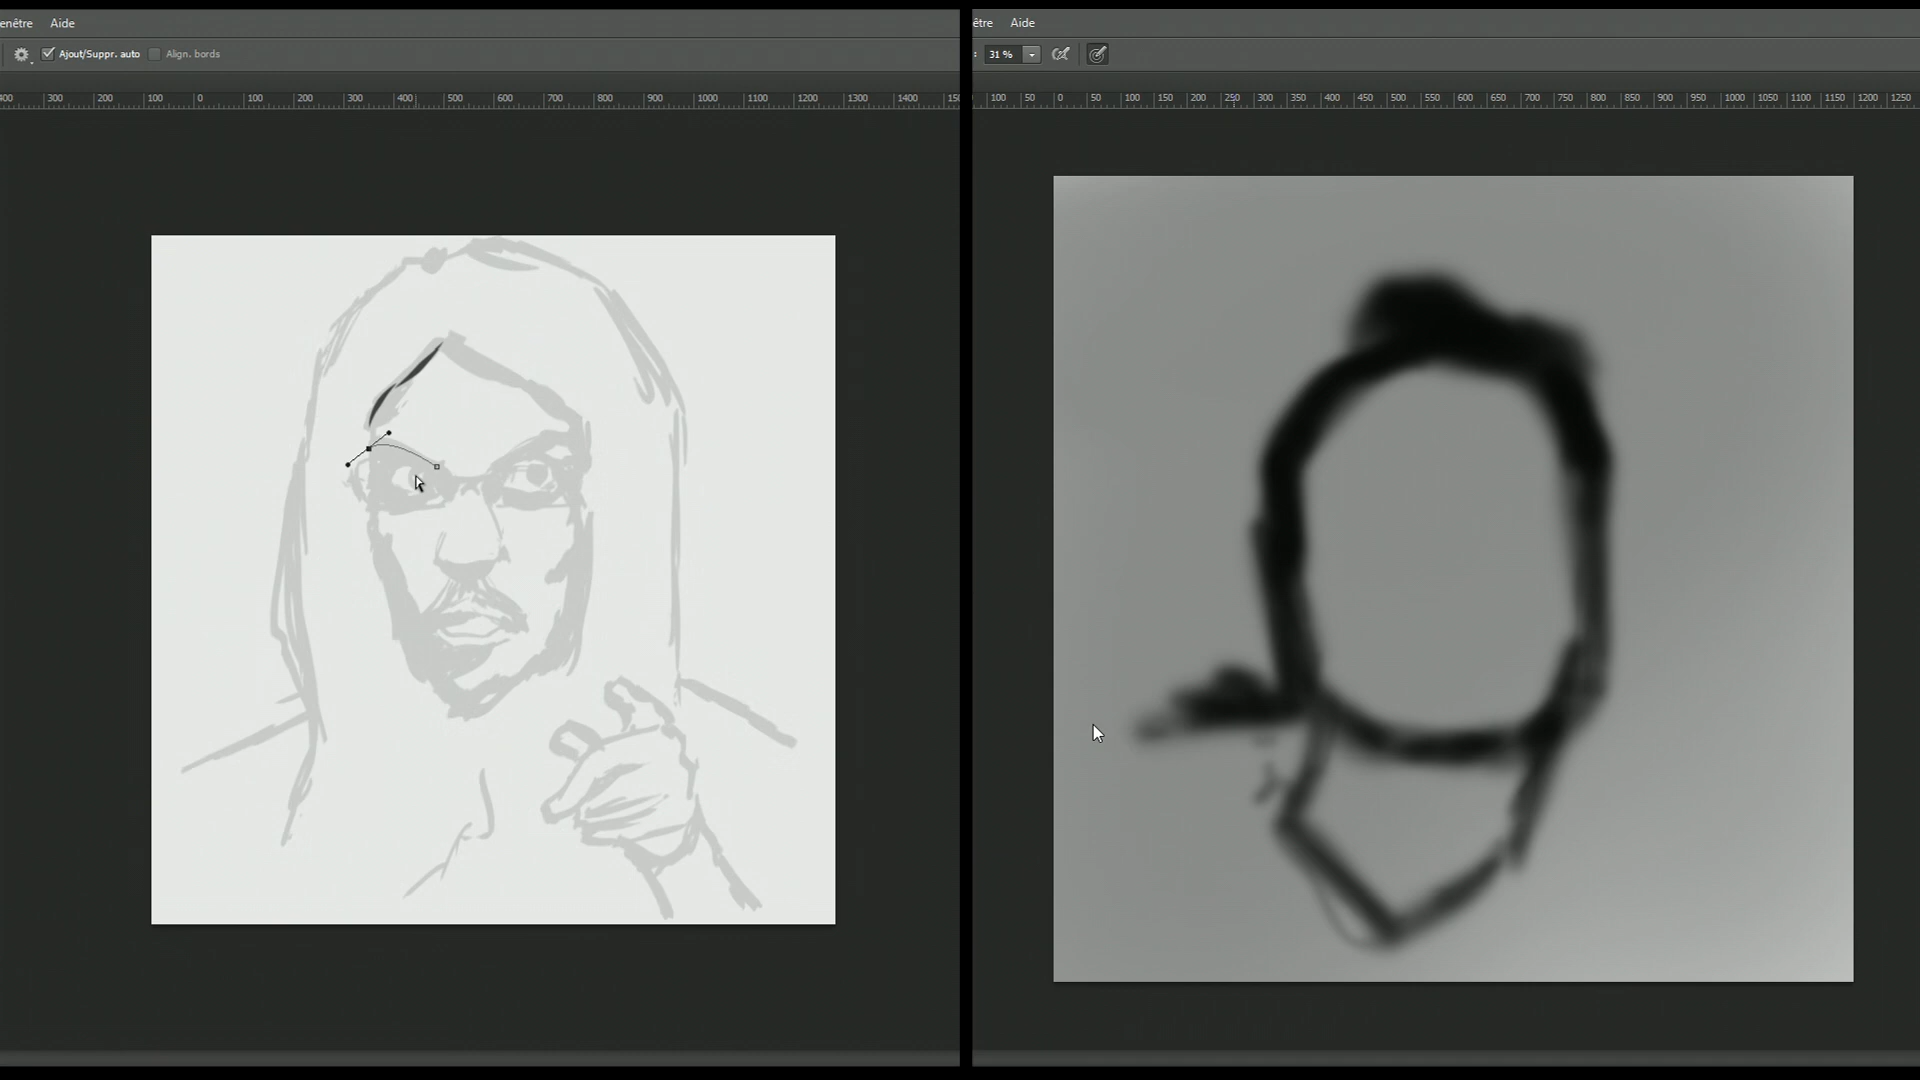 enêtre Aide
Ajout/Suppr. auto Align. bords
400 300 200 100 0 100 200 300 400 500 600 700 800 900 1000 1100 1200 1300 1400 150
être Aide
: 31 %
100 50 0 50 100 150 200 250 300 350 400 450 500 550 600 650 700 750 800 850 900 950 1000 1050 1100 1150 1200 1250